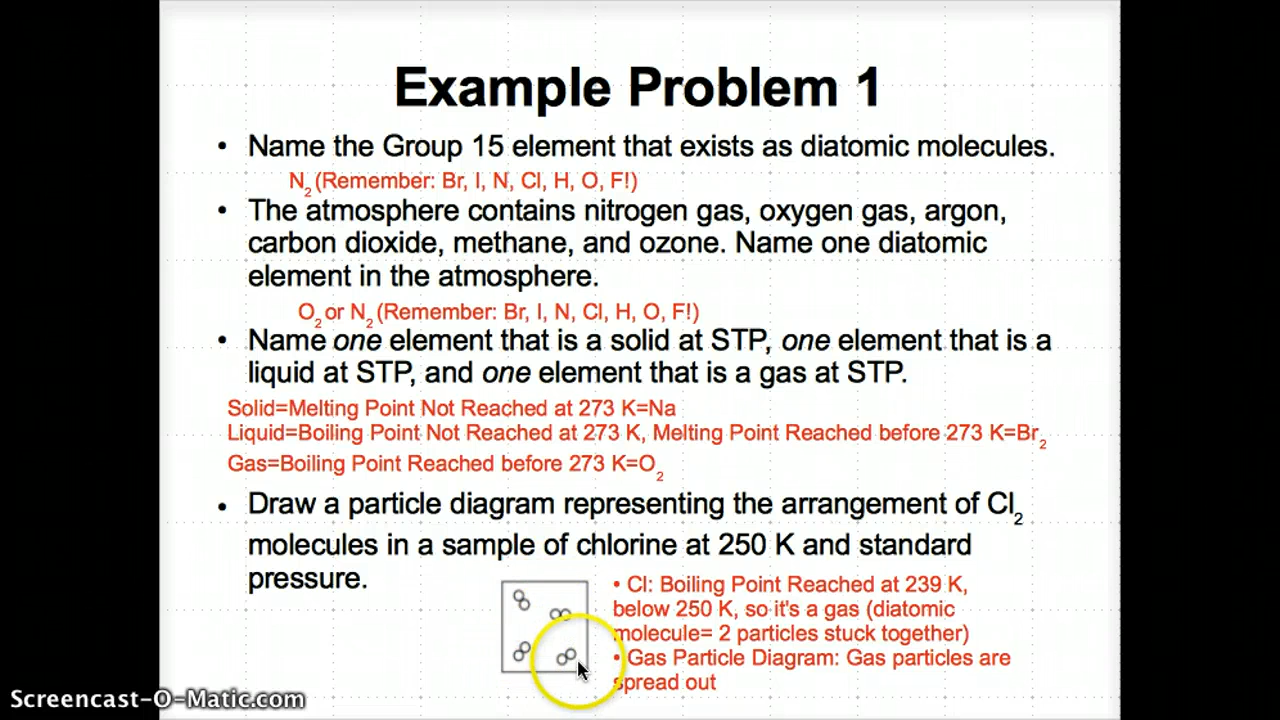 Example Problem 1
• Name the Group 15 element that exists as diatomic molecules.
N2 (Remember: Br, I, N, Cl, H, O, F!)
• The atmosphere contains nitrogen gas, oxygen gas, argon,
carbon dioxide, methane, and ozone. Name one diatomic
element in the atmosphere.
O2 or N2 (Remember: Br, I, N, Cl, H, O, F!)
• Name one element that is a solid at STP, one element that is a
liquid at STP, and one element that is a gas at STP.
Solid=Melting Point Not Reached at 273 K=Na
Liquid=Boiling Point Not Reached at 273 K, Melting Point Reached before 273 K=Br2
Gas=Boiling Point Reached before 273 K=O2
• Draw a particle diagram representing the arrangement of Cl2
molecules in a sample of chlorine at 250 K and standard
pressure.
• Cl: Boiling Point Reached at 239 K,
below 250 K, so it's a gas (diatomic
molecule= 2 particles stuck together)
• Gas Particle Diagram: Gas particles are
spread out
Screencast-O-Matic.com